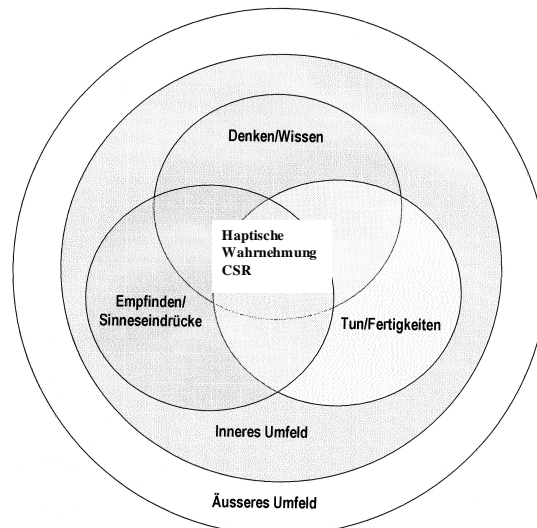 Denken/Wissen
Haptische
Wahrnehmung
CSR
Empfinden/
Sinneseindrücke
Tun/Fertigkeiten
Inneres Umfeld
Äusseres Umfeld